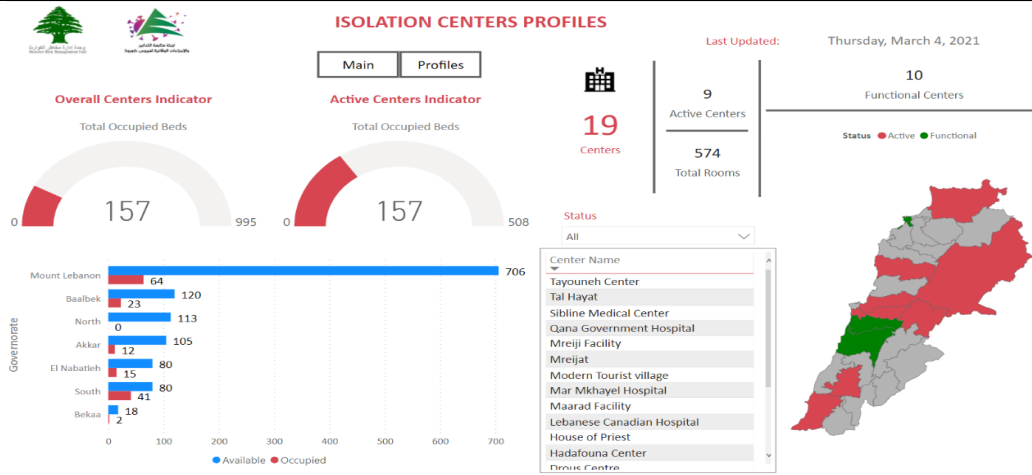 ISOLATION CENTERS PROFILES
Last Updated:
Thursday, March 4, 2021
Main
Profiles
Overall Centers Indicator
Total Occupied Beds
157
0
995
Active Centers Indicator
Total Occupied Beds
157
0
508
19
Centers
9
Active Centers
574
Total Rooms
10
Functional Centers
Status Active Functional
Status
All
Center Name
Tayouneh Center
Tal Hayat
Sibline Medical Center
Qana Government Hospital
Mreiji Facility
Mreijat
Modern Tourist village
Mar Mkhayel Hospital
Maarad Facility
Lebanese Canadian Hospital
House of Priest
Hadafouna Center
Drous Centre
Governorate
Mount Lebanon 706 64
Baalbek 120 23
North 113 0
Akkar 105 12
El Nabatieh 80 15
South 80 41
Bekaa 18 2
0 100 200 300 400 500 600 700
Available Occupied